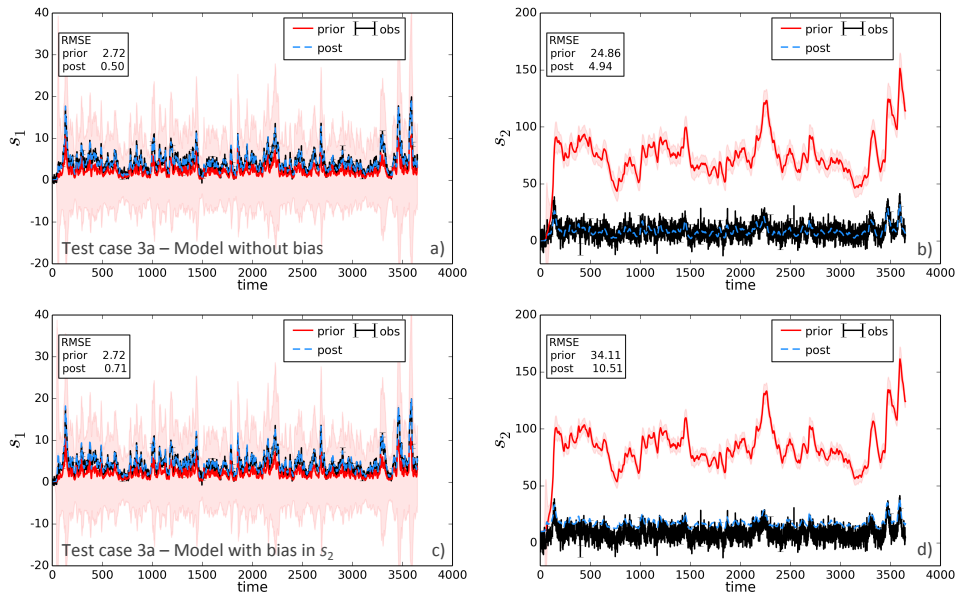 40
30
20
10
0
-10
-20
0 500 1000 1500 2000 2500 3000 3500 4000
time
s1
RMSE
prior 2.72
post 0.50
prior obs
post
Test case 3a – Model without bias
a)
200
150
100
50
0
0 500 1000 1500 2000 2500 3000 3500 4000
time
s2
RMSE
prior 24.86
post 4.94
prior obs
post
b)
40
30
20
10
0
-10
-20
0 500 1000 1500 2000 2500 3000 3500 4000
time
s1
RMSE
prior 2.72
post 0.71
prior obs
post
Test case 3a – Model with bias in s2
c)
200
150
100
50
0
0 500 1000 1500 2000 2500 3000 3500 4000
time
s2
RMSE
prior 34.11
post 10.51
prior obs
post
d)